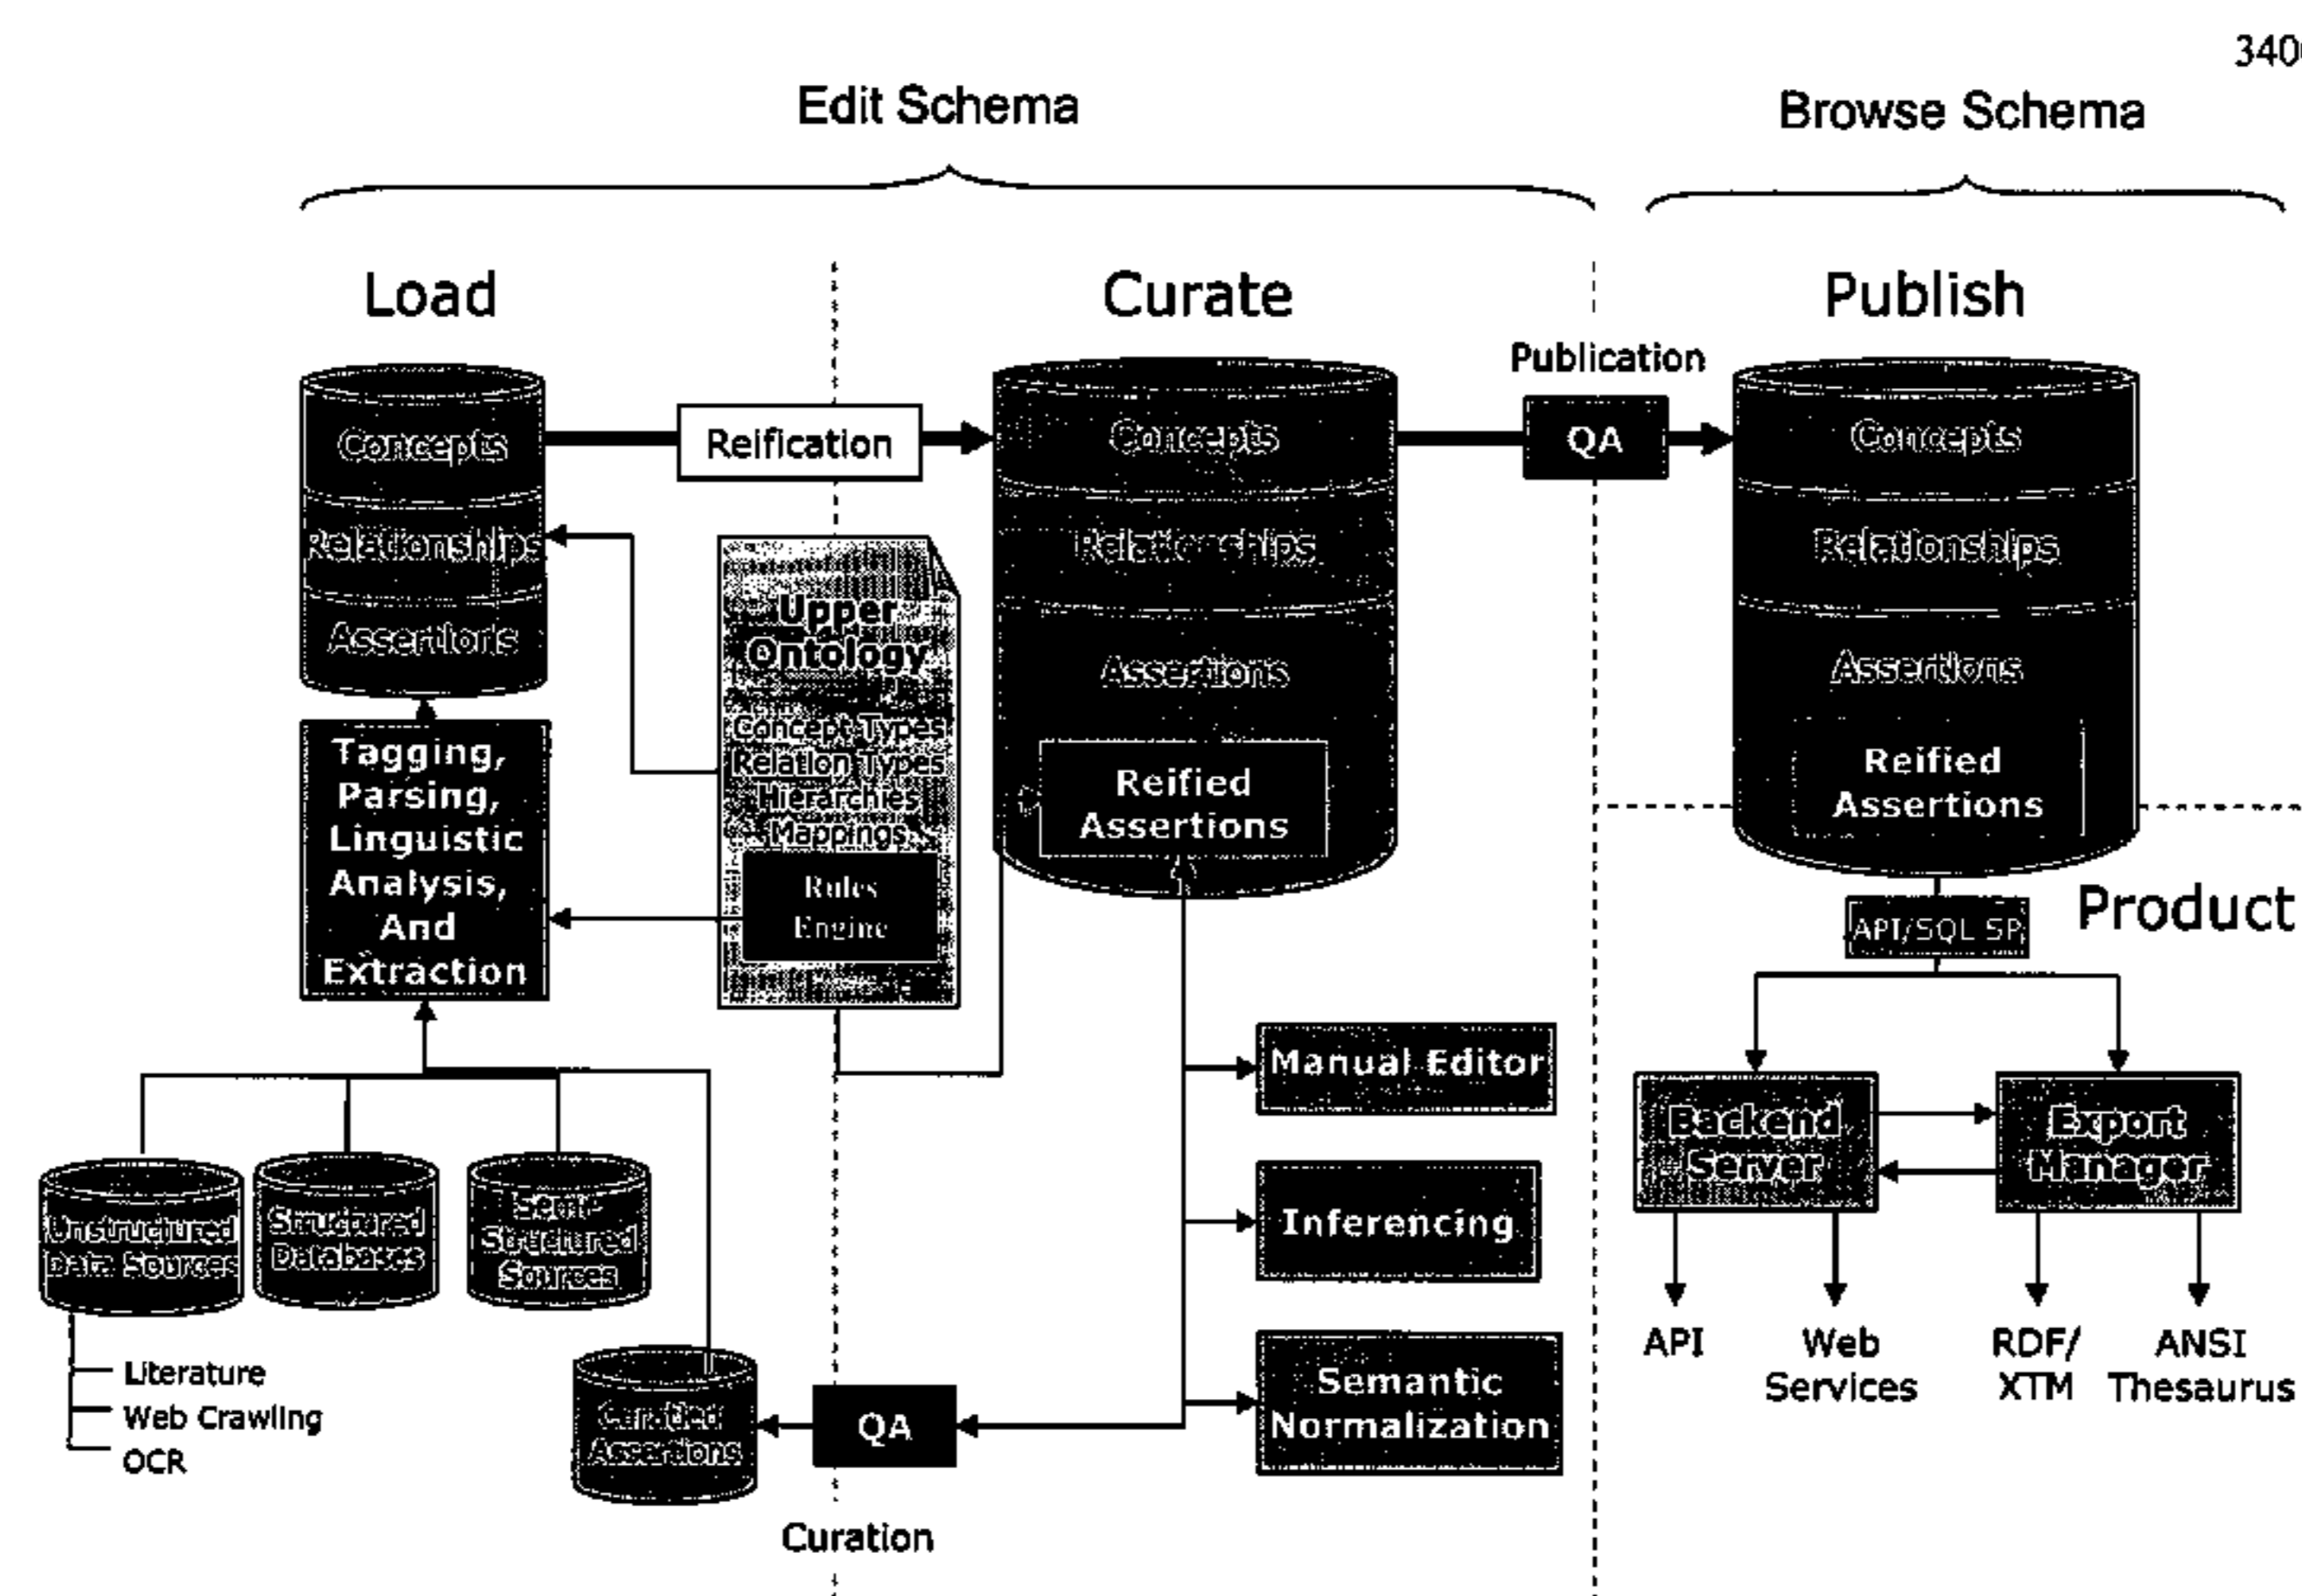 340
Edit Schema
Browse Schema
Load
Curate
Publish
Publication
Concepts
Relationships
Assertions
Reification
Concepts
Relationships
Assertions
Reified
Assertions
QA
Concepts
Relationships
Assertions
Reified
Assertions
Upper
Ontology
Concept Types
Relation Types
Hierarchies
Mappings
Rules
Engine
Tagging,
Parsing,
Linguistic
Analysis,
And
Extraction
Product
API/SQL SP
Manual Editor
Inferencing
Semantic
Normalization
Backend
Server
Export
Manager
API
Web
Services
RDF/
XTM
ANSI
Thesaurus
Unstructured
Data Sources
Structured
Databases
Semi-
Structured
Sources
Literature
Web Crawling
OCR
Curatied
Assertions
QA
Curation